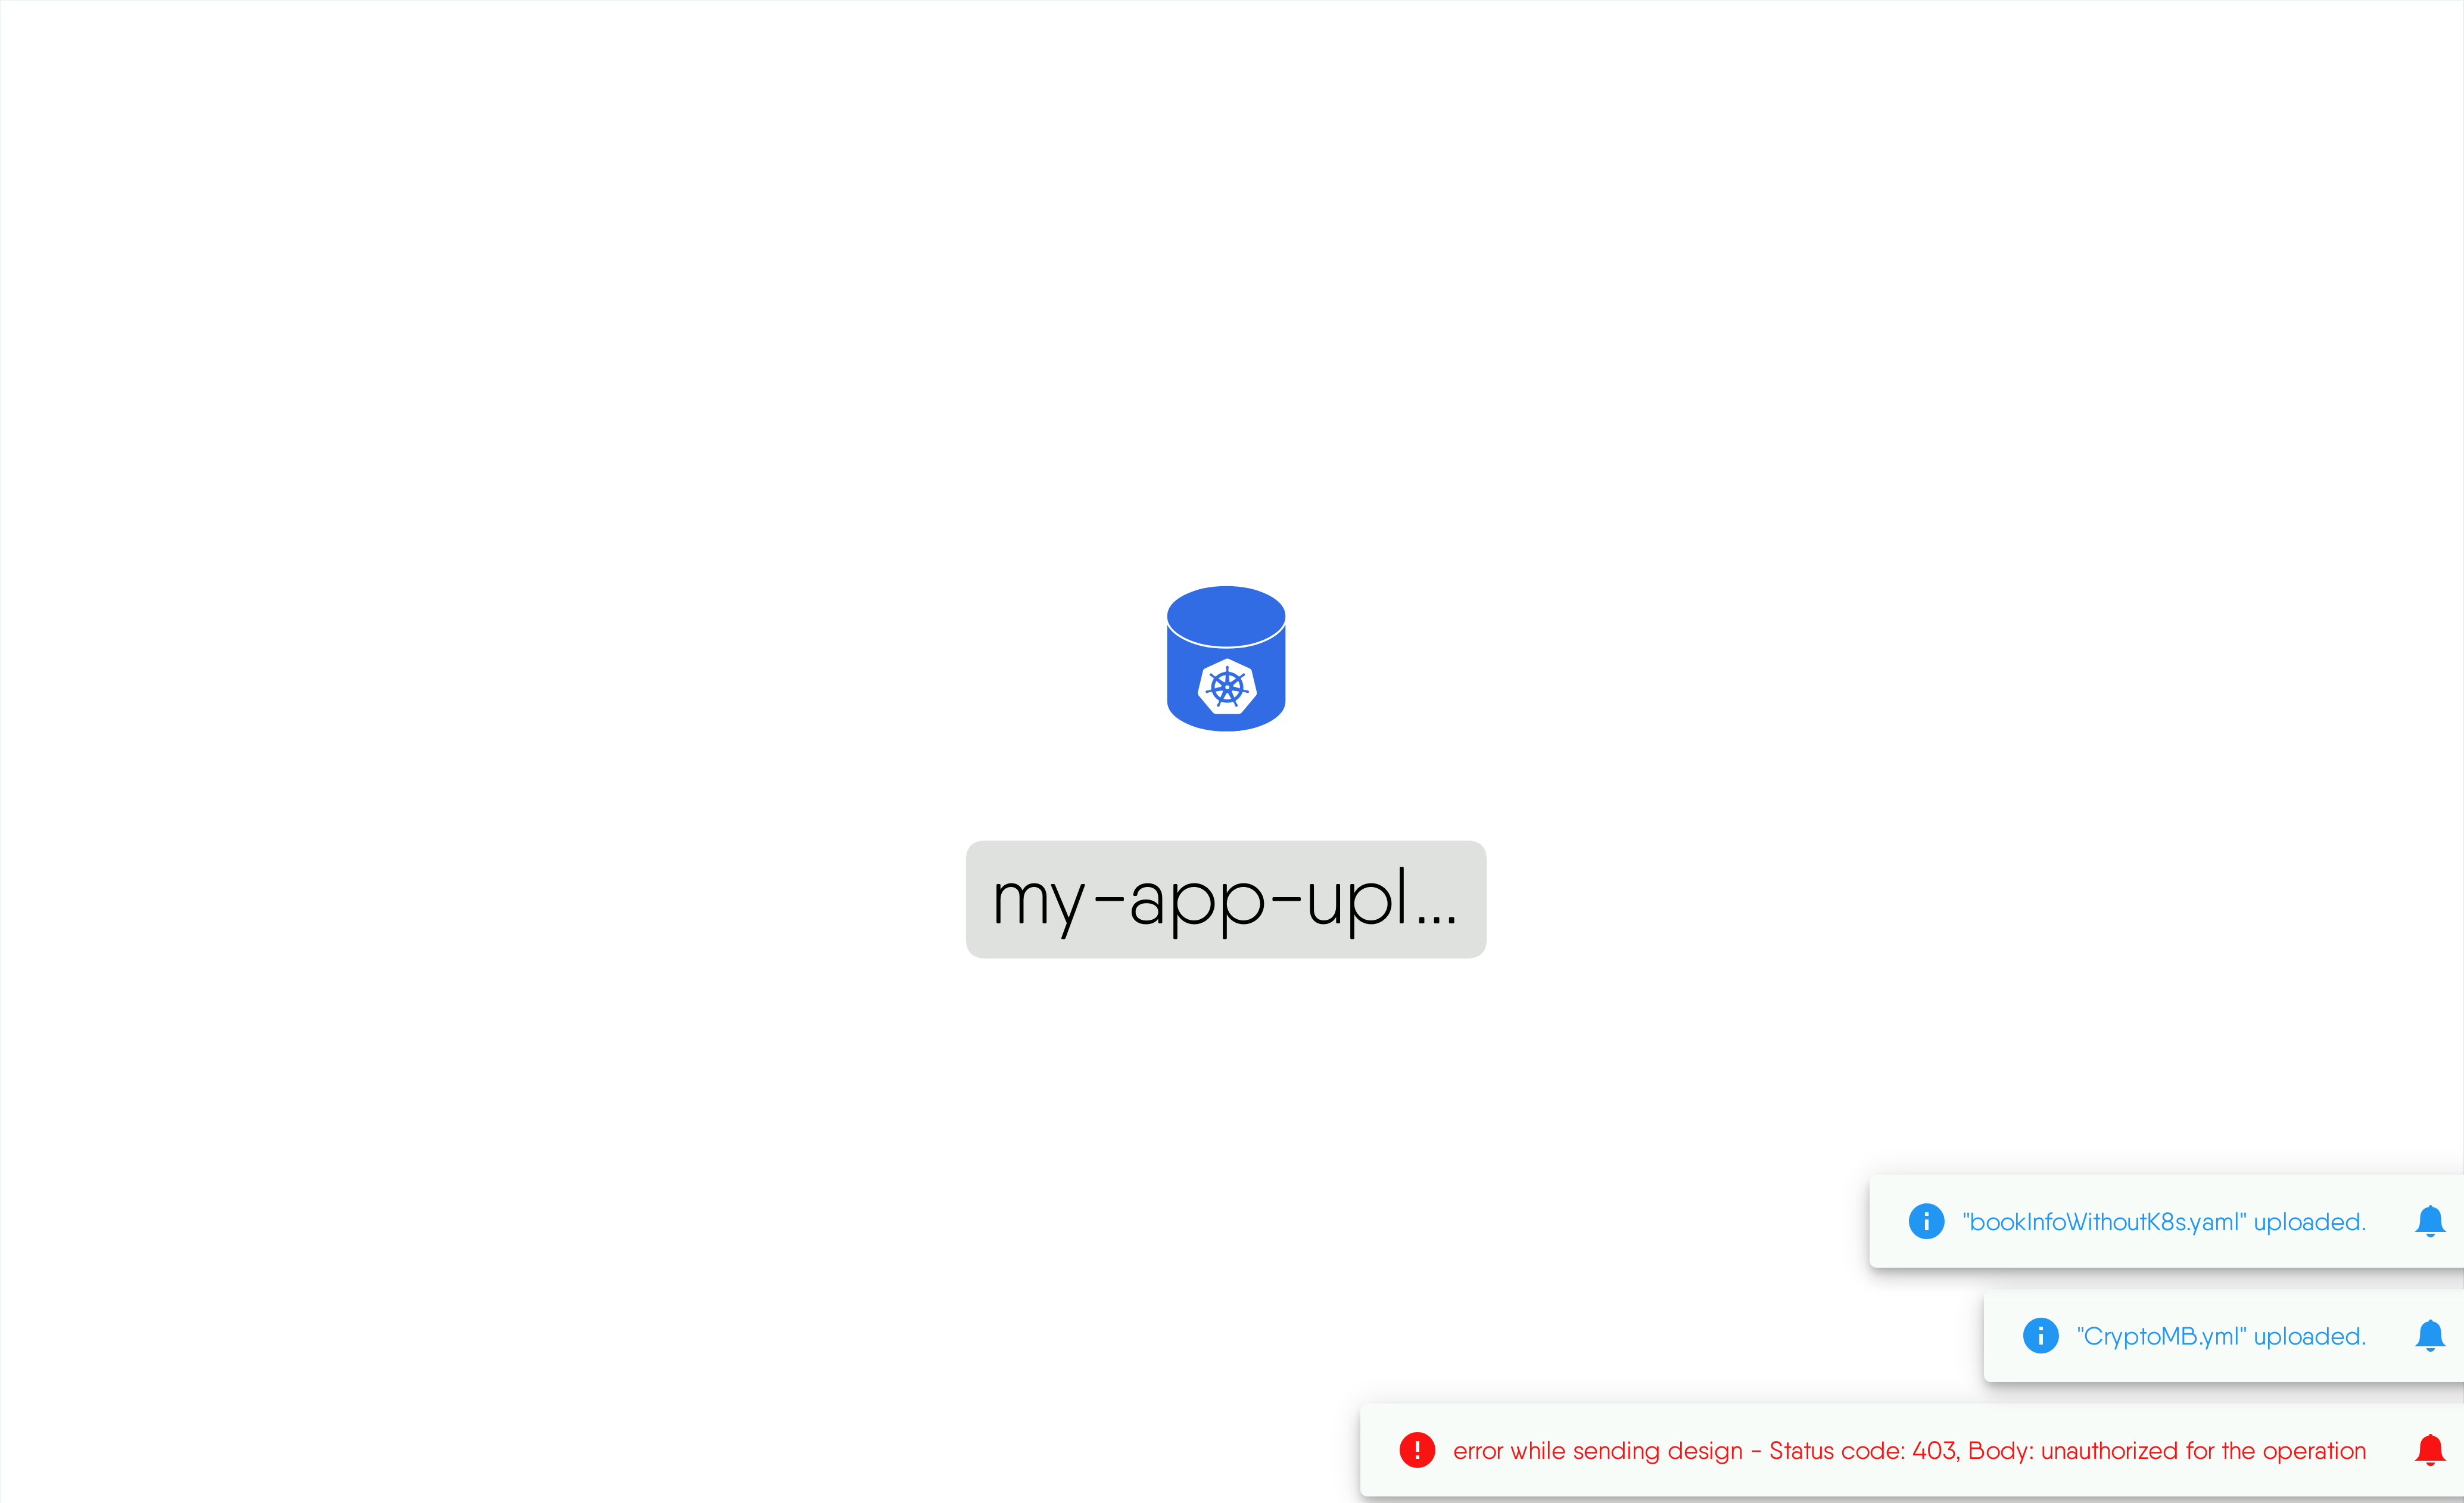 my-app-upl...
"bookInfoWithoutK8s.yaml" uploaded.
"CryptoMB.yml" uploaded.
error while sending design - Status code: 403, Body: unauthorized for the operation